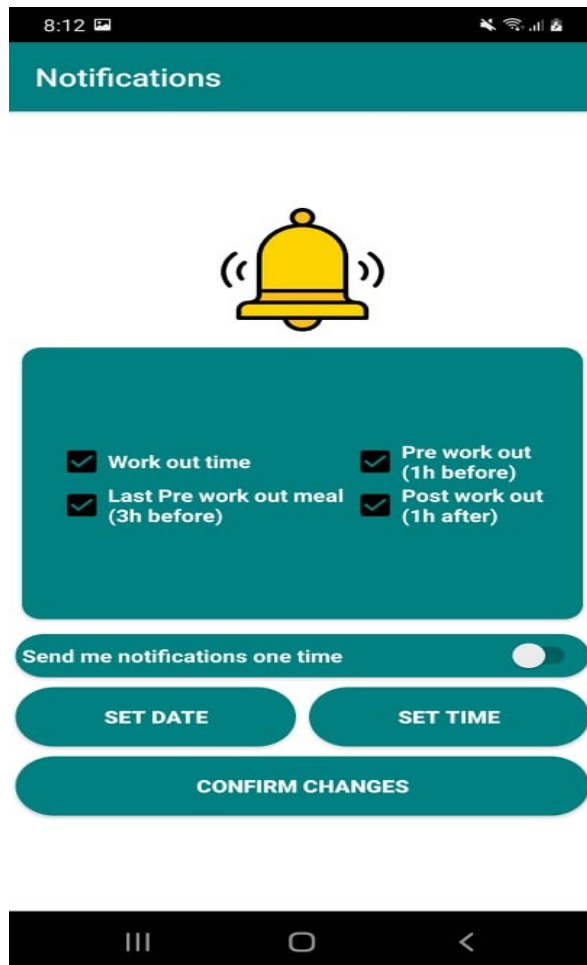 8:12
Notifications
Work out time
Pre work out
(1h before)
Last Pre work out meal
(3h before)
Post work out
(1h after)
Send me notifications one time
SET DATE
SET TIME
CONFIRM CHANGES